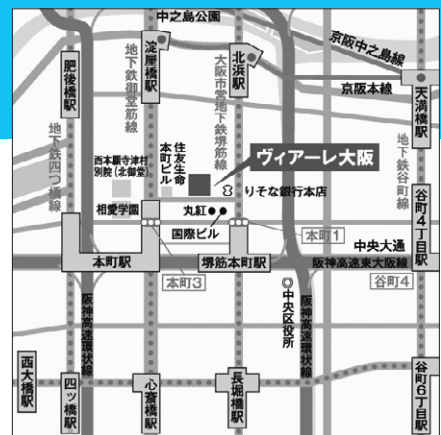 中之島公園
京阪中之島線
京阪本線
肥後橋駅
地下鉄御堂筋線
淀屋橋駅
北浜駅
大阪市営地下鉄堺筋線
天満橋駅
地下鉄四つ橋線
地下鉄谷町線
西本願寺津村
別院(北御堂)
住友生命
本町ビル
ヴィアーレ大阪
りそな銀行本店
相愛学園
丸紅
国際ビル
本町1
中央大通
谷町4丁目駅
本町駅
堺筋本町駅
阪神高速東大阪線
本町3
谷町4
阪神高速環状線
◎中央区役所
阪神高速環状線
西大橋駅
四ッ橋駅
心斎橋駅
長堀橋駅
谷町6丁目駅